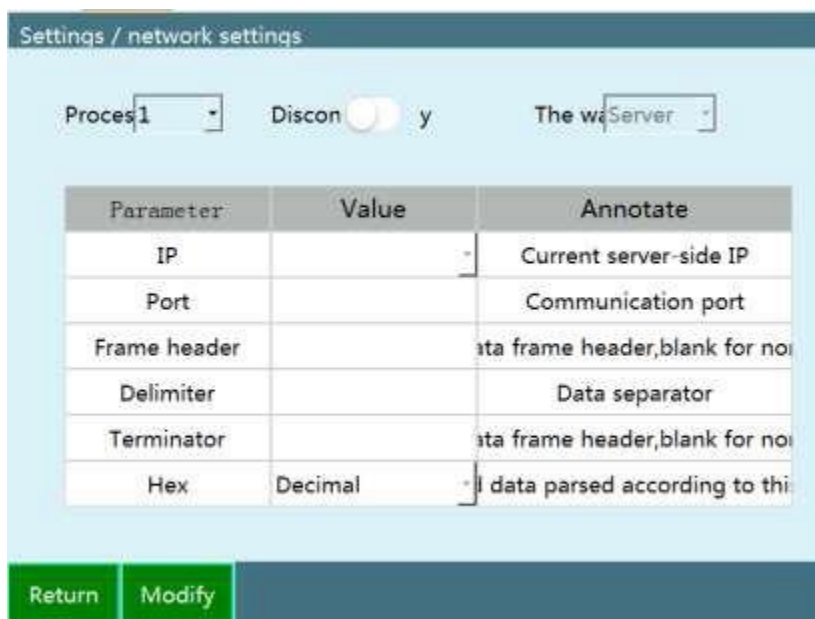 Settings / network settings
Proces 1 Discon y The wa Server
Parameter Value Annotate
IP Current server-side IP
Port Communication port
Frame header ata frame header,blank for no
Delimiter Data separator
Terminator ata frame header,blank for no
Hex Decimal l data parsed according to thi
Return Modify